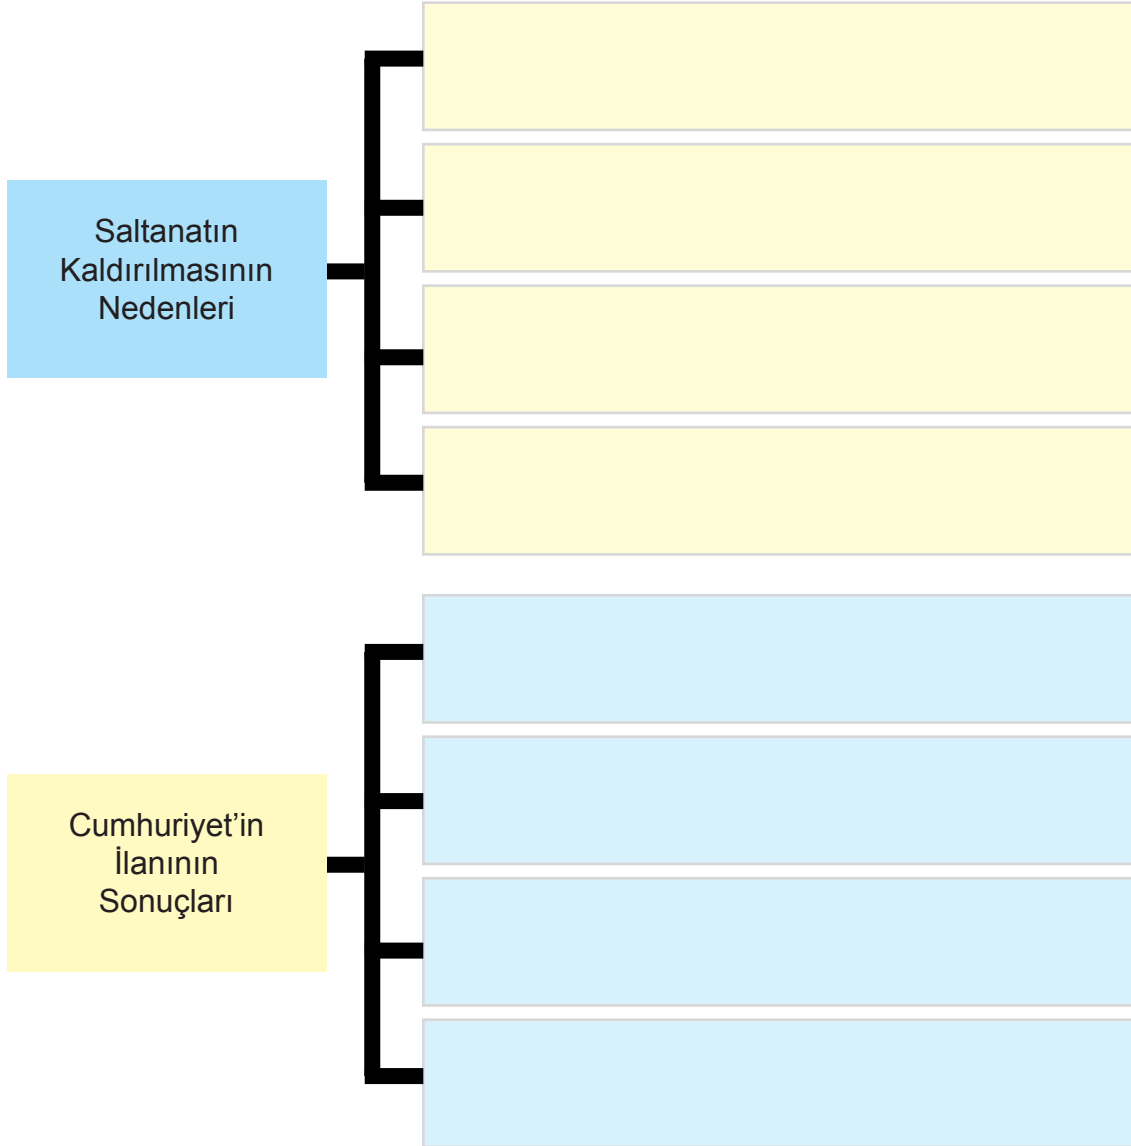 Saltanatın
Kaldırılmasının
Nedenleri
Cumhuriyet’in
İlanının
Sonuçları